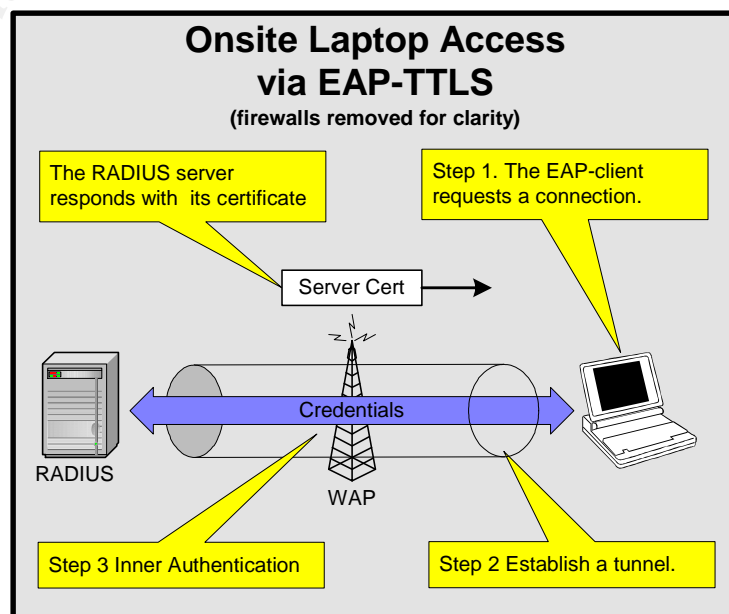 Onsite Laptop Access
via EAP-TTLS
(firewalls removed for clarity)
The RADIUS server
responds with its certificate
Step 1. The EAP-client
requests a connection.
Server Cert
Credentials
RADIUS
WAP
Step 3 Inner Authentication
Step 2 Establish a tunnel.